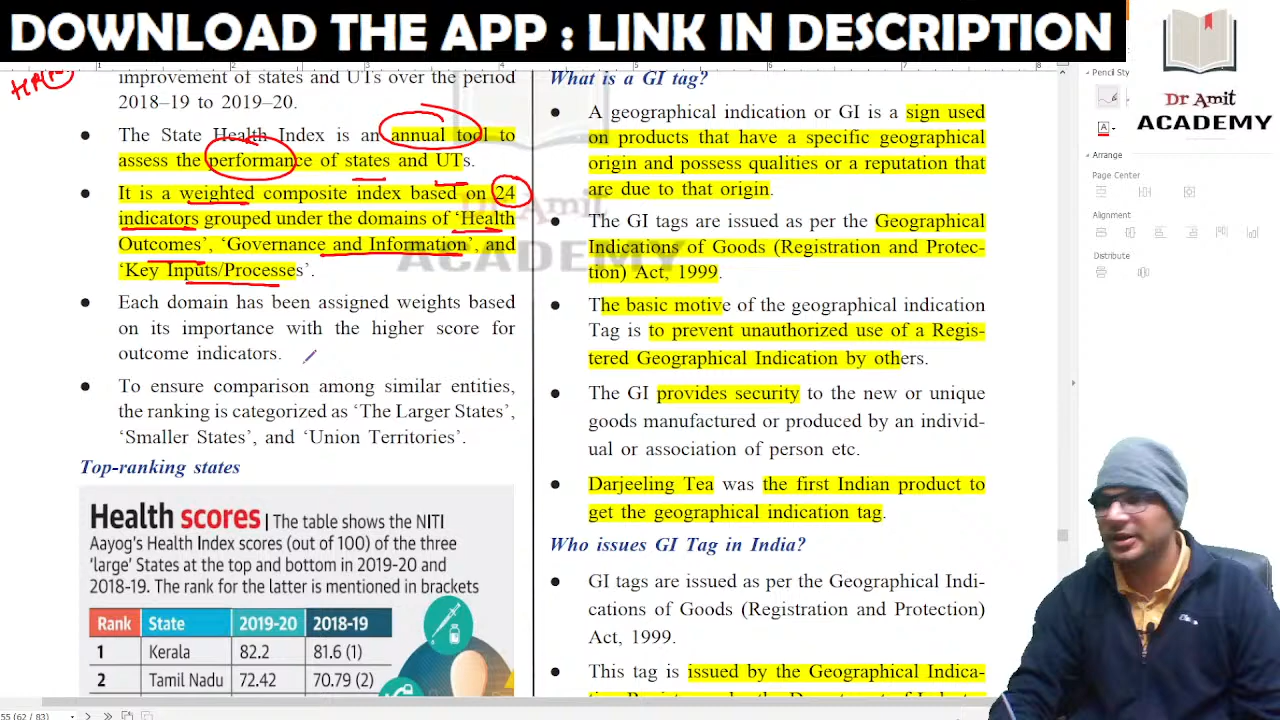 DOWNLOAD THE APP : LINK IN DESCRIPTION
improvement of states and UTs over the period
2018–19 to 2019–20.
● The State Health Index is an annual tool to
assess the performance of states and UTs.
● It is a weighted composite index based on 24
indicators grouped under the domains of ‘Health
Outcomes’, ‘Governance and Information’, and
‘Key Inputs/Processes’.
● Each domain has been assigned weights based
on its importance with the higher score for
outcome indicators.
● To ensure comparison among similar entities,
the ranking is categorized as ‘The Larger States’,
‘Smaller States’, and ‘Union Territories’.
Top-ranking states
Health scores | The table shows the NITI
Aayog's Health Index scores (out of 100) of the three
'large' States at the top and bottom in 2019-20 and
2018-19. The rank for the latter is mentioned in brackets
Rank State 2019-20 2018-19
1 Kerala 82.2 81.6 (1)
2 Tamil Nadu 72.42 70.79 (2)
What is a GI tag?
● A geographical indication or GI is a sign used
on products that have a specific geographical
origin and possess qualities or a reputation that
are due to that origin.
● The GI tags are issued as per the Geographical
Indications of Goods (Registration and Protec-
tion) Act, 1999.
● The basic motive of the geographical indication
Tag is to prevent unauthorized use of a Regis-
tered Geographical Indication by others.
● The GI provides security to the new or unique
goods manufactured or produced by an individ-
ual or association of person etc.
● Darjeeling Tea was the first Indian product to
get the geographical indication tag.
Who issues GI Tag in India?
● GI tags are issued as per the Geographical Indi-
cations of Goods (Registration and Protection)
Act, 1999.
● This tag is issued by the Geographical Indica-
Dr Amit
ACADEMY
Pencil Sty
Arrange
Page Center
Alignment
Distribute
Dr Amit
ACADEMY
55 (62 / 83)